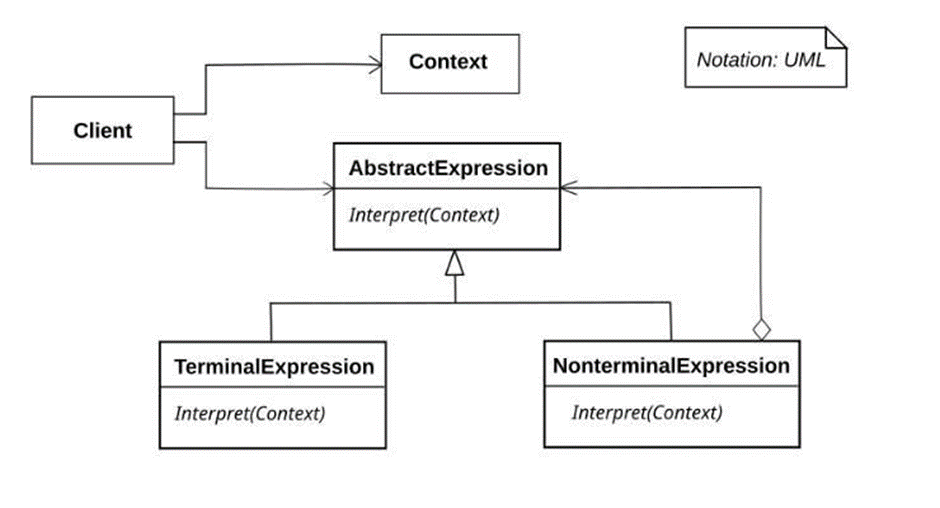 Context
Notation: UML
Client
AbstractExpression
Interpret(Context)
TerminalExpression
Interpret(Context)
NonterminalExpression
Interpret(Context)